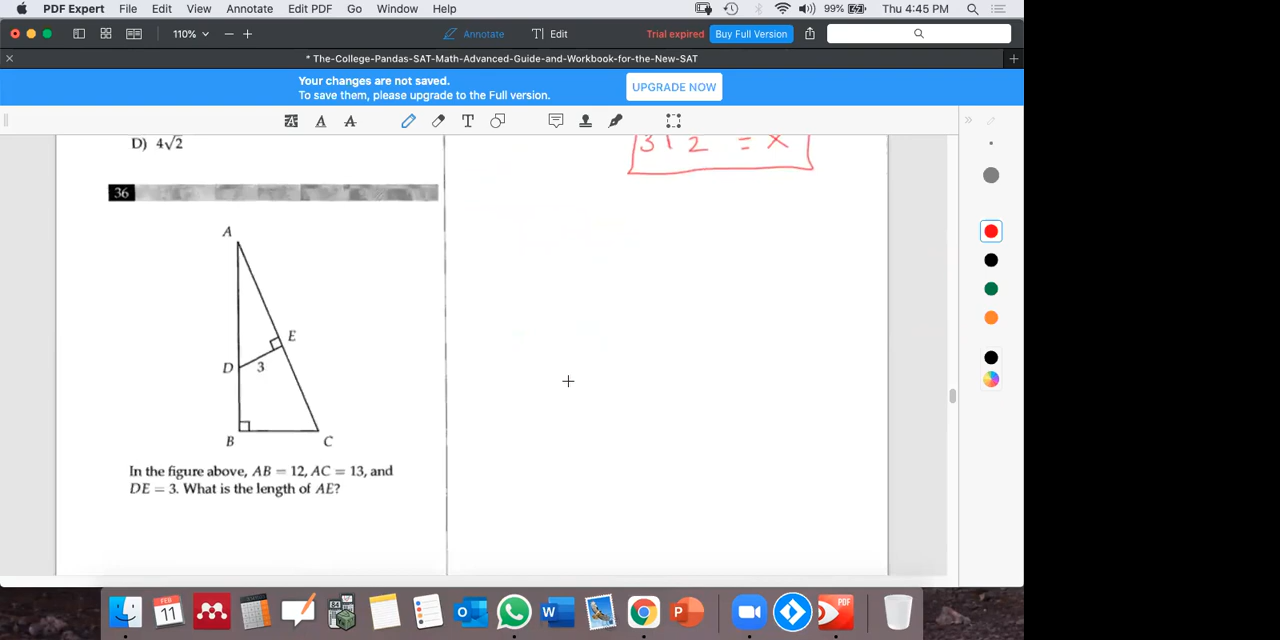 PDF Expert File Edit View Annotate Edit PDF Go Window Help 99% Thu 4:45 PM
110% Annotate Edit Trial expired Buy Full Version
* The-College-Pandas-SAT-Math-Advanced-Guide-and-Workbook-for-the-New-SAT
Your changes are not saved.
To save them, please upgrade to the Full version.
UPGRADE NOW
A A A T
D) 4√2
3√2 = x
36
A
E
D 3
B C
In the figure above, AB = 12, AC = 13, and
DE = 3. What is the length of AE?
FEB
11
W P PDF